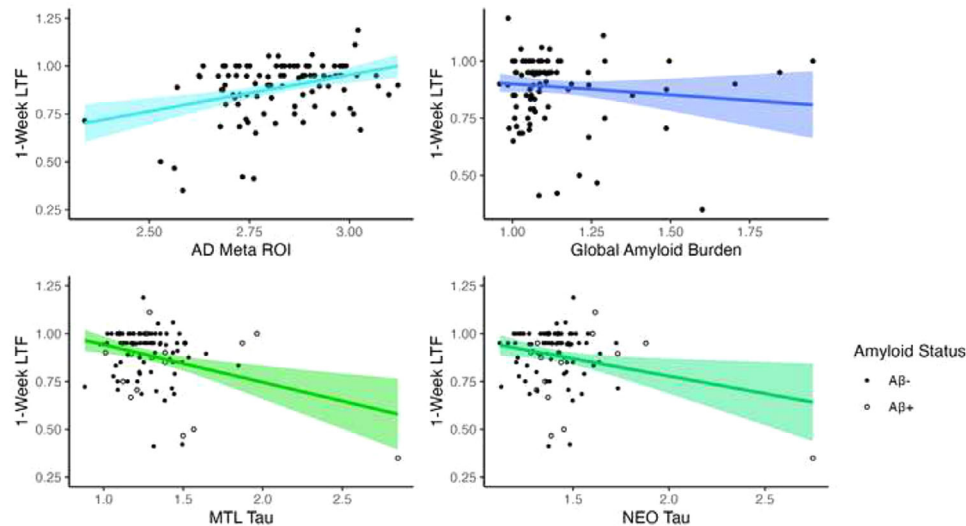 1.25
1.00
0.75
0.50
0.25
1-Week LTF
2.50
2.75
3.00
AD Meta ROI
1.00
0.75
0.50
1-Week LTF
1.00
1.25
1.50
1.75
Global Amyloid Burden
1.25
1.00
0.75
0.50
0.25
1-Week LTF
1.0
1.5
2.0
2.5
MTL Tau
1.25
1.00
0.75
0.50
0.25
1-Week LTF
1.5
2.0
2.5
NEO Tau
Amyloid Status
Aβ-
Aβ+